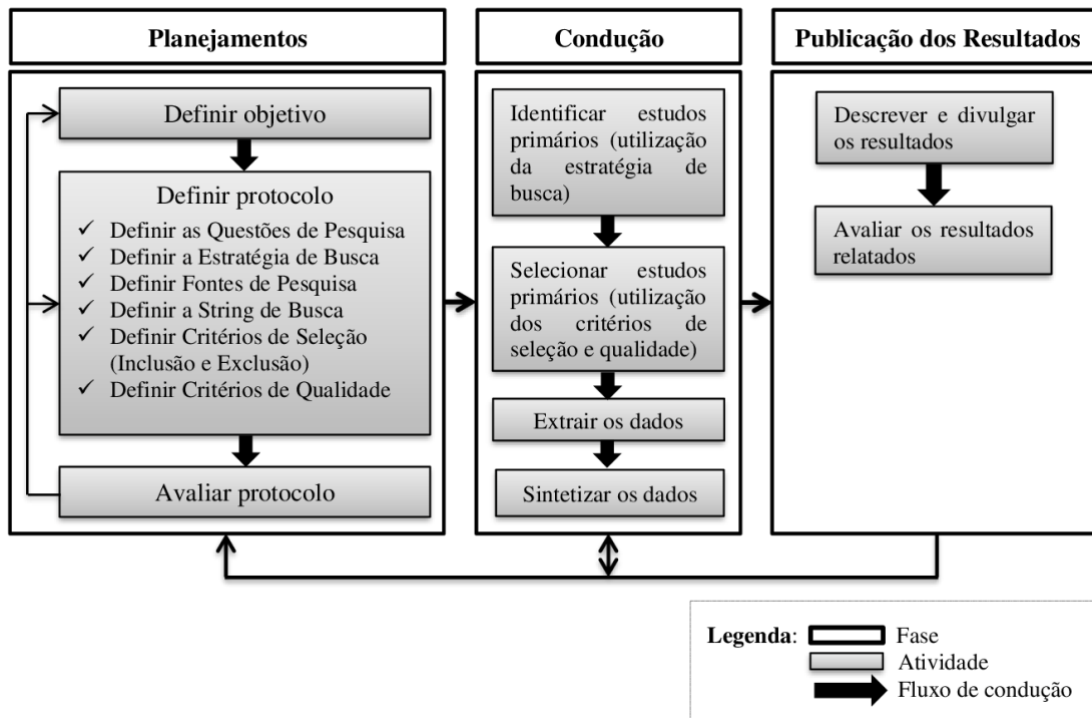 Planejamentos
Condução
Publicação dos Resultados
Definir objetivo
Definir protocolo
✓ Definir as Questões de Pesquisa
✓ Definir a Estratégia de Busca
✓ Definir Fontes de Pesquisa
✓ Definir a String de Busca
✓ Definir Critérios de Seleção
(Inclusão e Exclusão)
✓ Definir Critérios de Qualidade
Avaliar protocolo
Identificar estudos
primários (utilização
da estratégia de
busca)
Selecionar estudos
primários (utilização
dos critérios de
seleção e qualidade)
Extrair os dados
Sintetizar os dados
Descrever e divulgar
os resultados
Avaliar os resultados
relatados
Legenda:
Fase
Atividade
Fluxo de condução